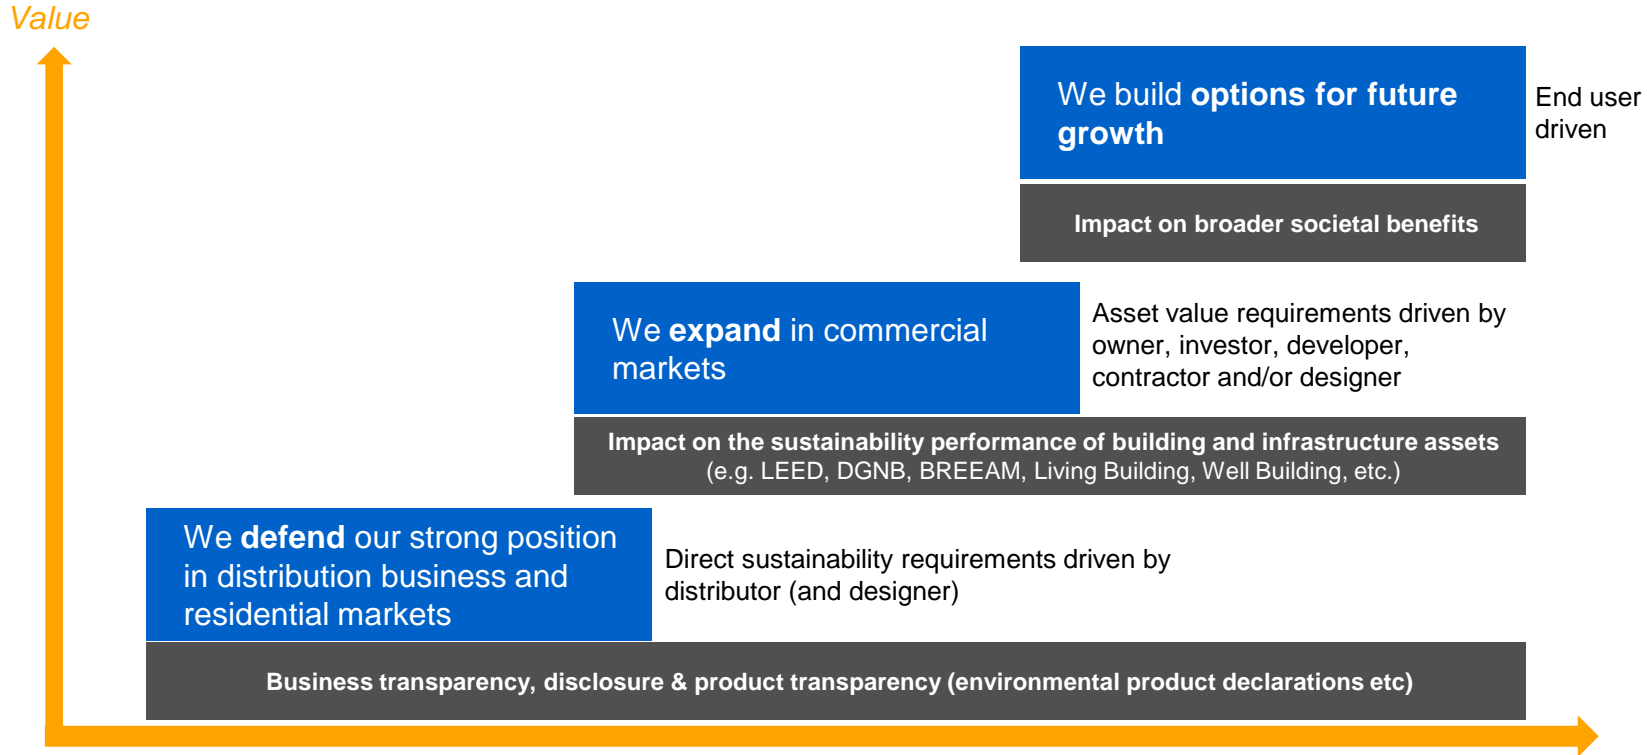 Value
We build options for future
growth
End user
driven
Impact on broader societal benefits
We expand in commercial
markets
Asset value requirements driven by
owner, investor, developer,
contractor and/or designer
Impact on the sustainability performance of building and infrastructure assets
(e.g. LEED, DGNB, BREEAM, Living Building, Well Building, etc.)
We defend our strong position
in distribution business and
residential markets
Direct sustainability requirements driven by
distributor (and designer)
Business transparency, disclosure & product transparency (environmental product declarations etc)